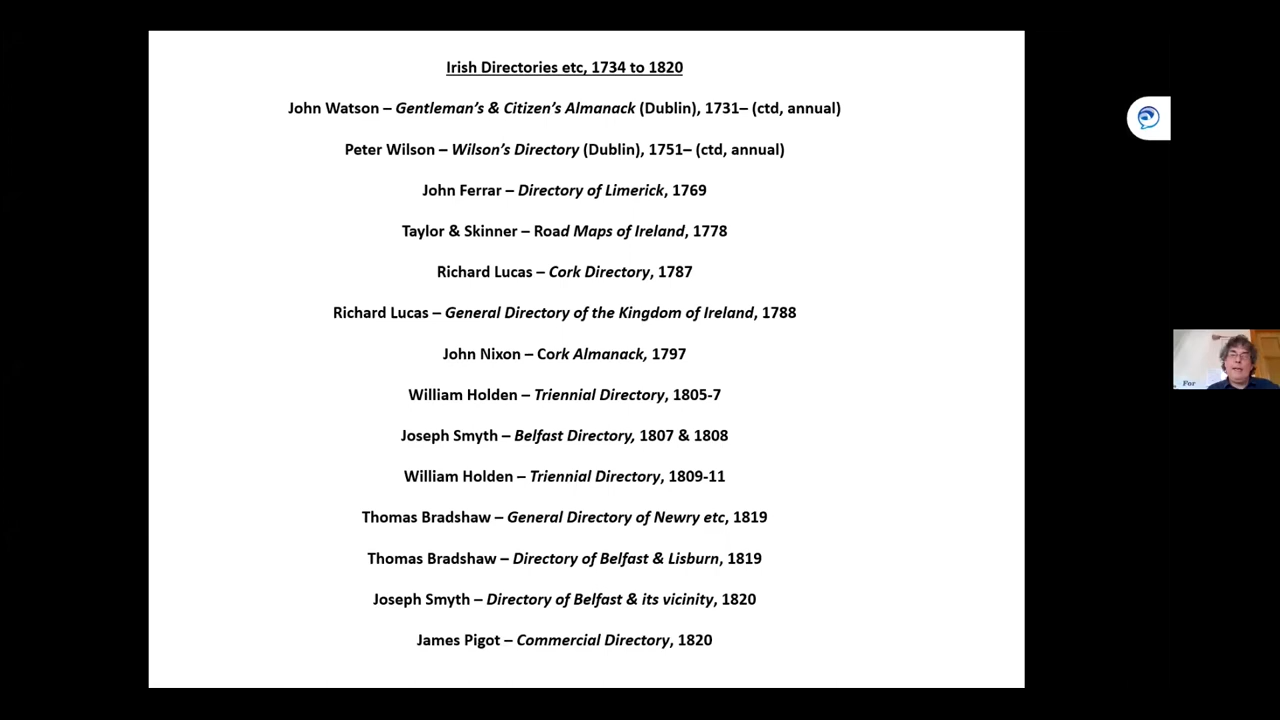 Irish Directories etc, 1734 to 1820
John Watson – Gentleman's & Citizen's Almanack (Dublin), 1731– (ctd, annual)
Peter Wilson – Wilson's Directory (Dublin), 1751– (ctd, annual)
John Ferrar – Directory of Limerick, 1769
Taylor & Skinner – Road Maps of Ireland, 1778
Richard Lucas – Cork Directory, 1787
Richard Lucas – General Directory of the Kingdom of Ireland, 1788
John Nixon – Cork Almanack, 1797
William Holden – Triennial Directory, 1805-7
Joseph Smyth – Belfast Directory, 1807 & 1808
William Holden – Triennial Directory, 1809-11
Thomas Bradshaw – General Directory of Newry etc, 1819
Thomas Bradshaw – Directory of Belfast & Lisburn, 1819
Joseph Smyth – Directory of Belfast & its vicinity, 1820
James Pigot – Commercial Directory, 1820
For